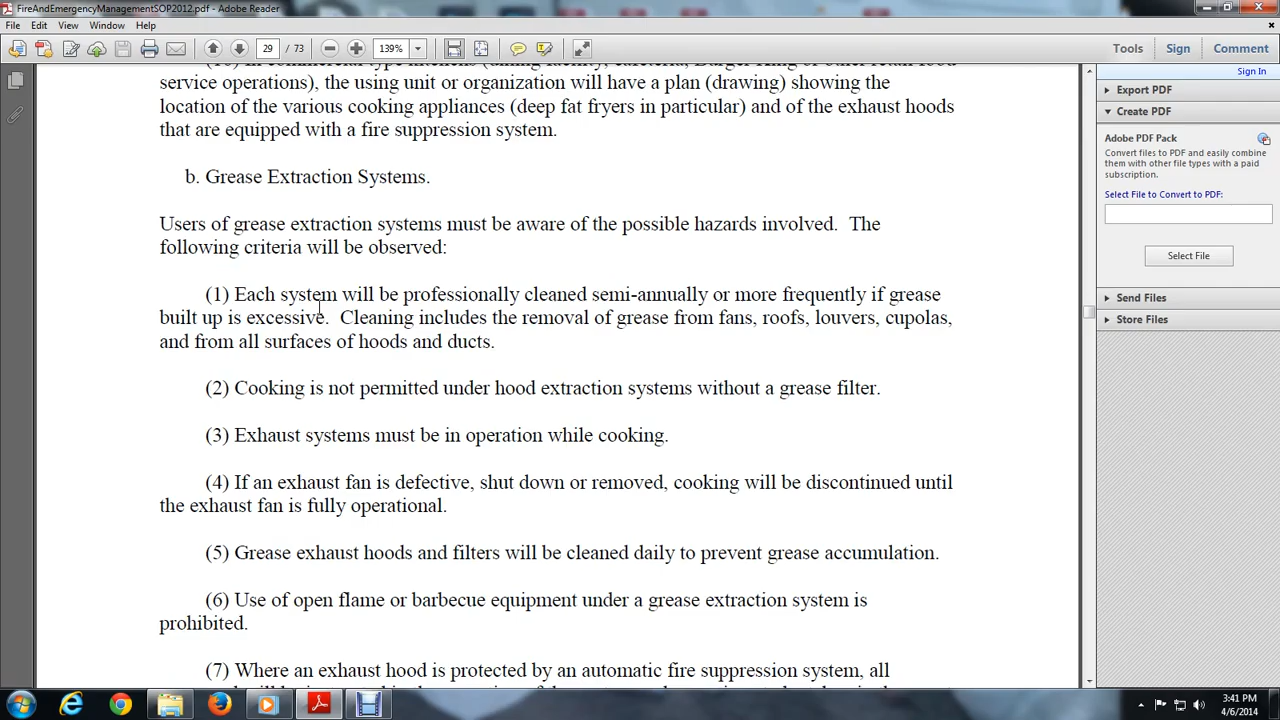 FireAndEmergencyManagementSOP2012.pdf - Adobe Reader
File Edit View Window Help
29 / 73 139% Tools Sign Comment
Sign In
service operations), the using unit or organization will have a plan (drawing) showing the
location of the various cooking appliances (deep fat fryers in particular) and of the exhaust hoods
that are equipped with a fire suppression system.
b. Grease Extraction Systems.
Users of grease extraction systems must be aware of the possible hazards involved. The
following criteria will be observed:
(1) Each system will be professionally cleaned semi-annually or more frequently if grease
built up is excessive. Cleaning includes the removal of grease from fans, roofs, louvers, cupolas,
and from all surfaces of hoods and ducts.
(2) Cooking is not permitted under hood extraction systems without a grease filter.
(3) Exhaust systems must be in operation while cooking.
(4) If an exhaust fan is defective, shut down or removed, cooking will be discontinued until
the exhaust fan is fully operational.
(5) Grease exhaust hoods and filters will be cleaned daily to prevent grease accumulation.
(6) Use of open flame or barbecue equipment under a grease extraction system is
prohibited.
(7) Where an exhaust hood is protected by an automatic fire suppression system, all
Export PDF
Create PDF
Adobe PDF Pack
Convert files to PDF and easily combine
them with other file types with a paid
subscription.
Select File to Convert to PDF:
Select File
Send Files
Store Files
3:41 PM
4/6/2014